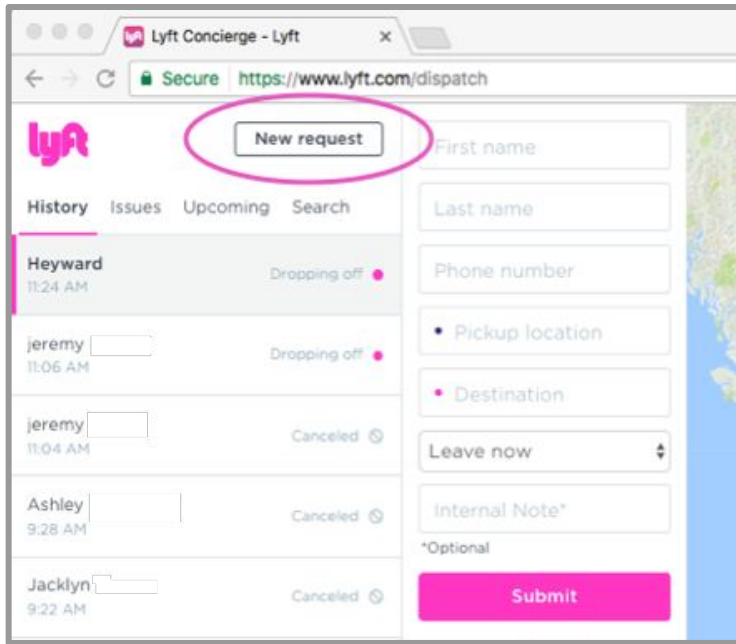 Lyft Concierge - Lyft
Secure https://www.lyft.com/dispatch
lyft
New request
History Issues Upcoming Search
Heyward
11:24 AM
Dropping off
jeremy
11:06 AM
Dropping off
jeremy
11:04 AM
Canceled
Ashley
9:28 AM
Canceled
Jacklyn
9:22 AM
Canceled
First name
Last name
Phone number
Pickup location
Destination
Leave now
Internal Note*
*Optional
Submit